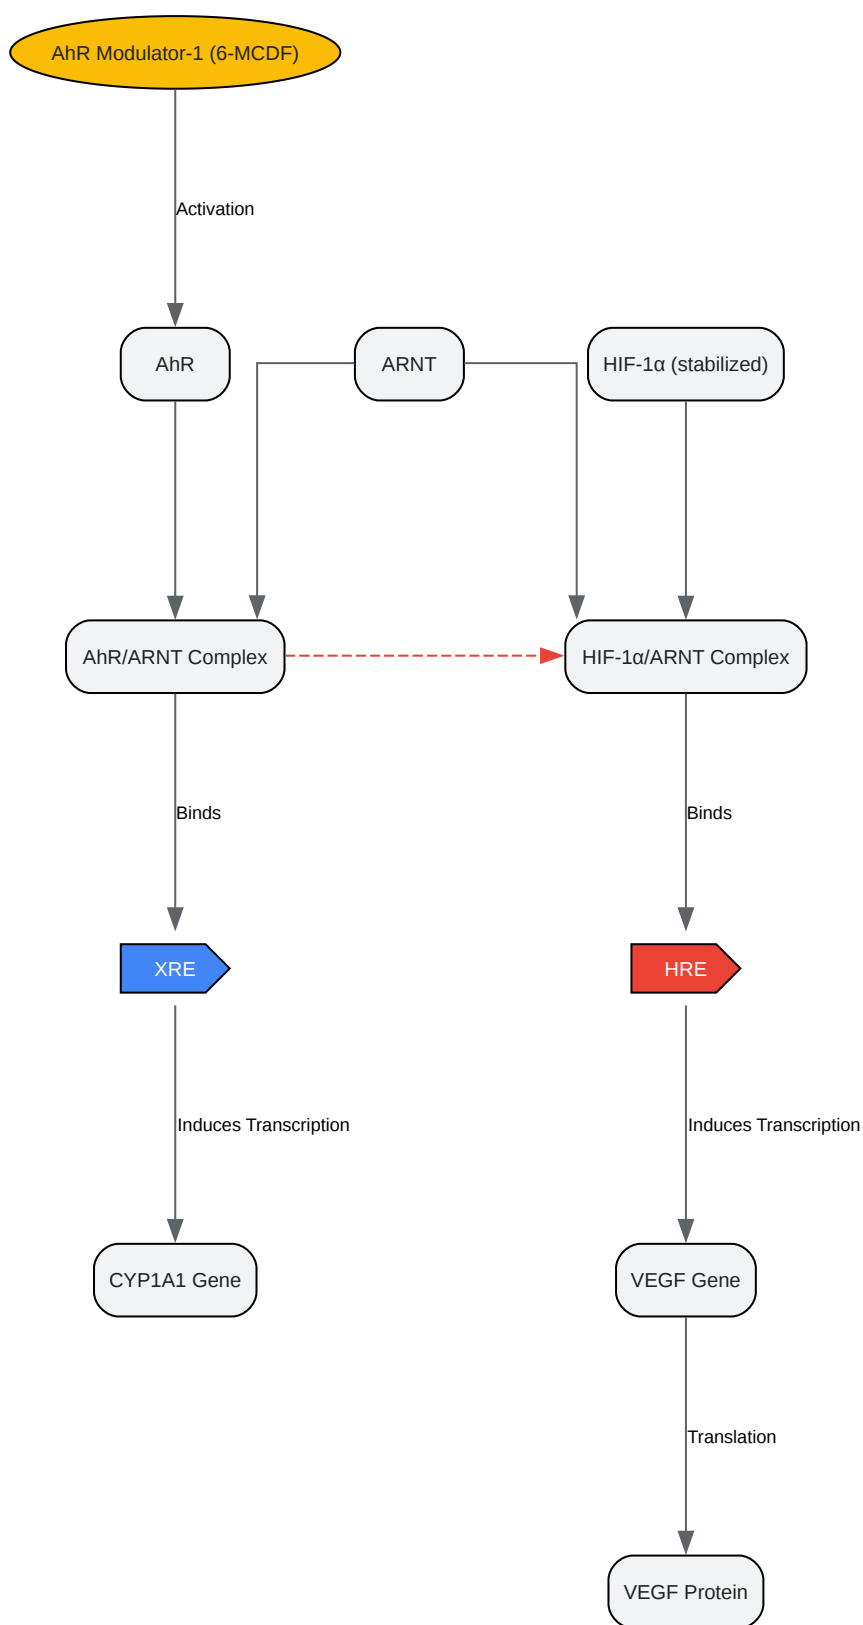 AhR Modulator-1 (6-MCDF)
Activation
AhR
ARNT
HIF-1α (stabilized)
AhR/ARNT Complex
HIF-1α/ARNT Complex
Binds
Binds
XRE
HRE
Induces Transcription
Induces Transcription
CYP1A1 Gene
VEGF Gene
Translation
VEGF Protein